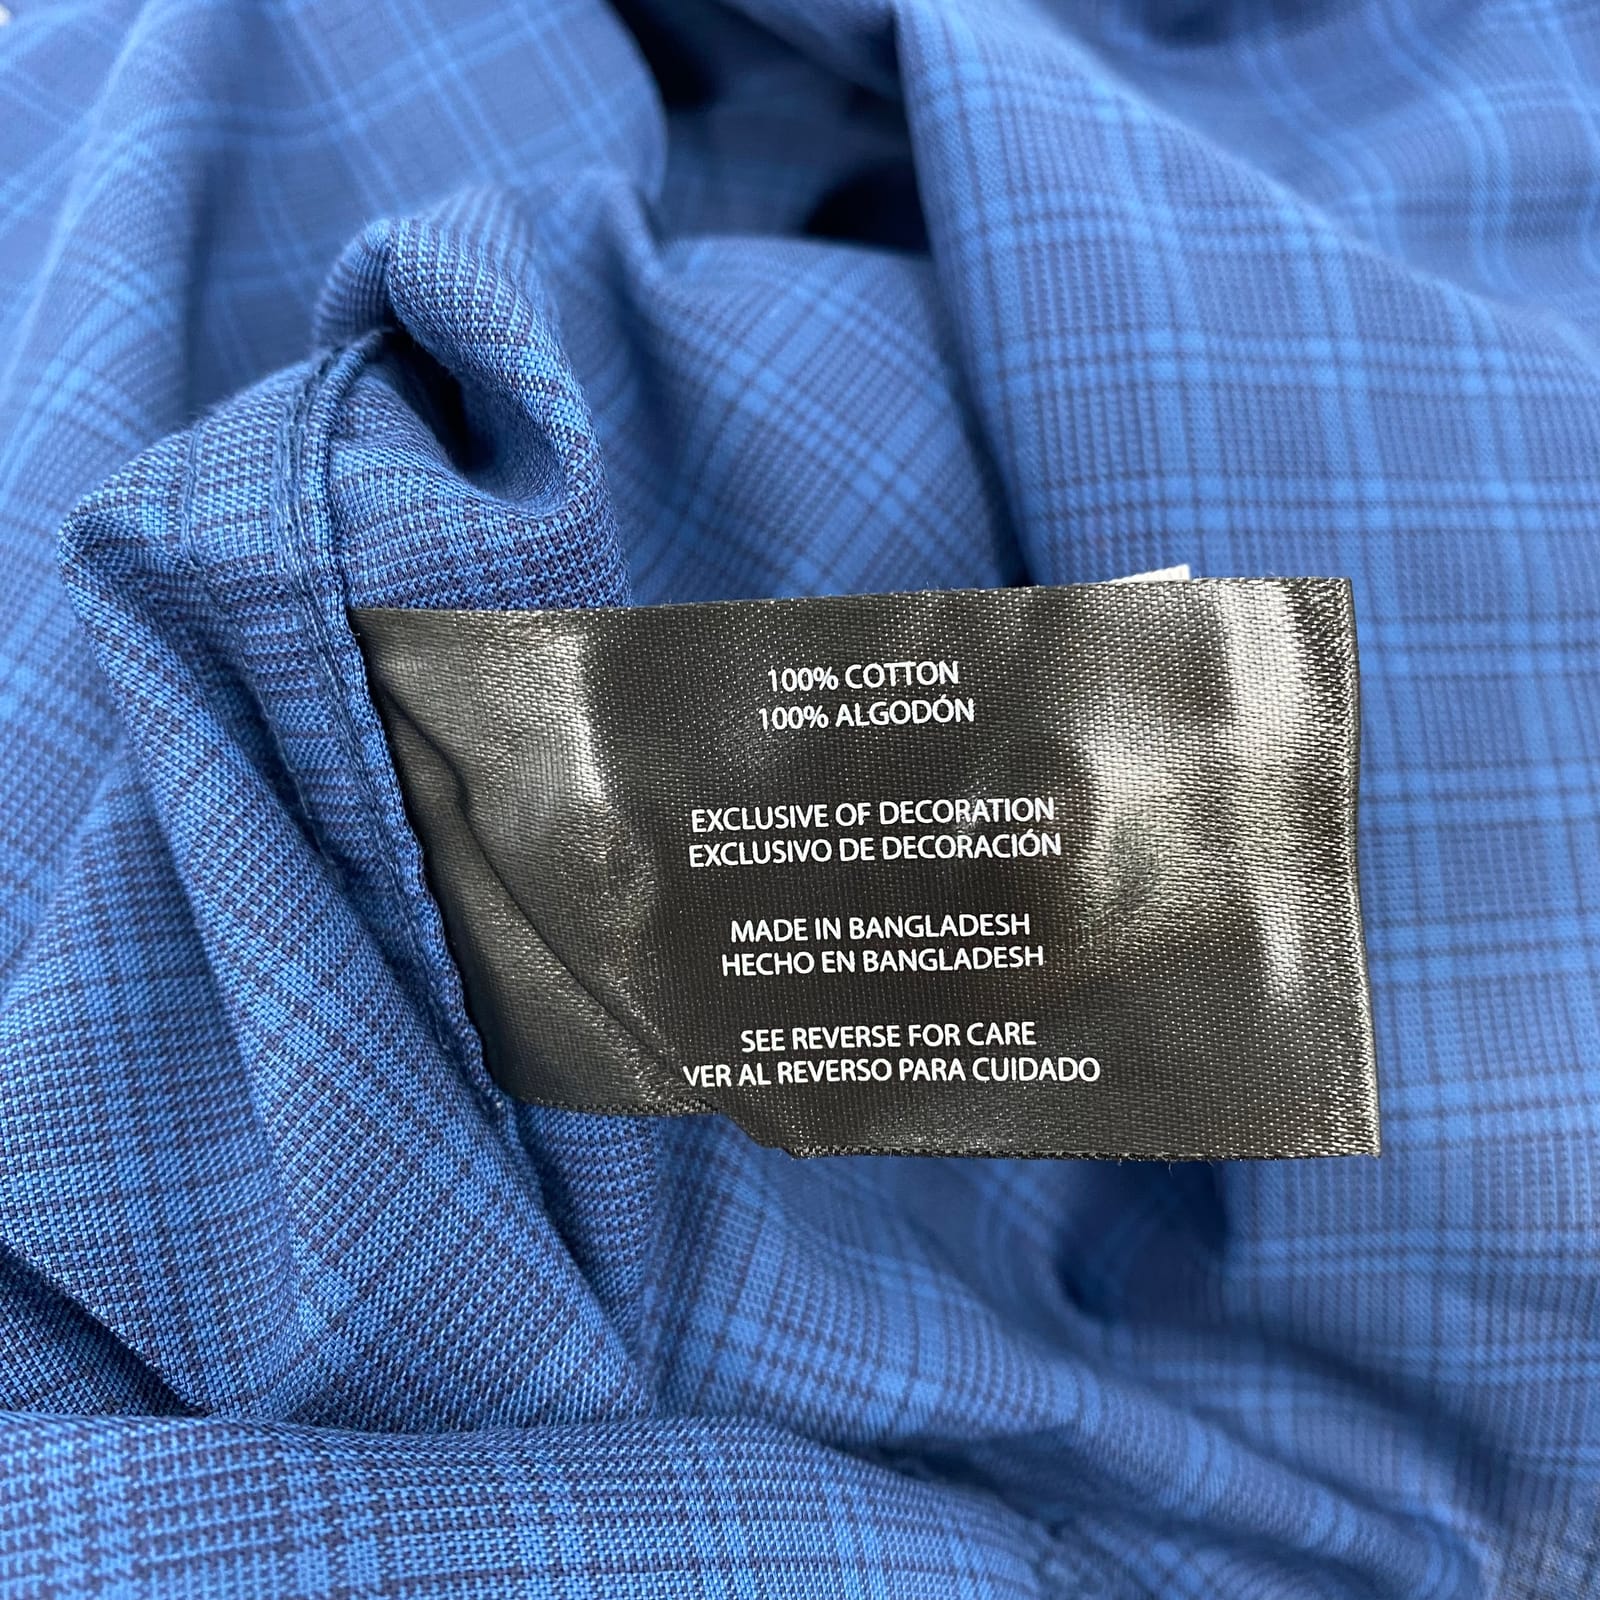 100% COTTON
100% ALGODÓN
EXCLUSIVE OF DECORATION
EXCLUSIVO DE DECORACIÓN
MADE IN BANGLADESH
HECHO EN BANGLADESH
SEE REVERSE FOR CARE
VER AL REVERSO PARA CUIDADO